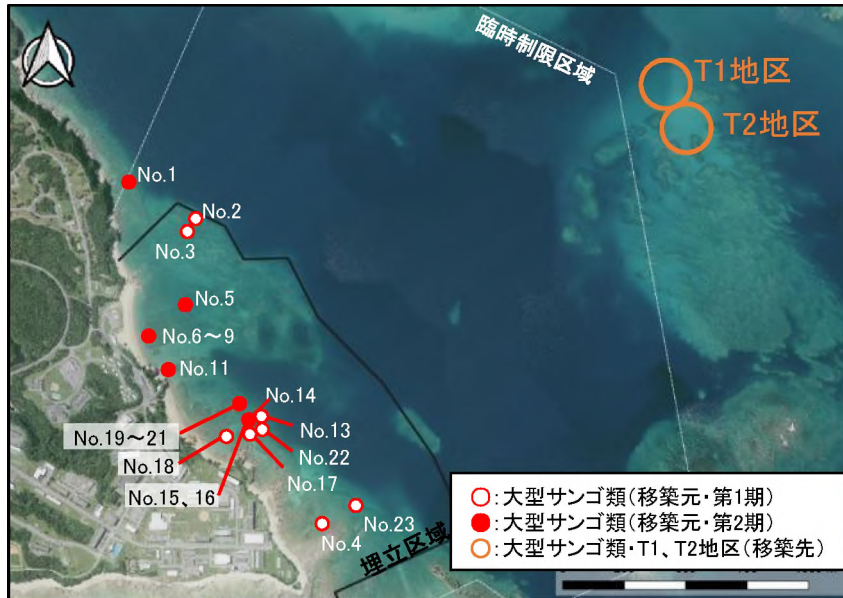 臨時制限区域
T1地区
T2地区
No.1
No.2
No.3
No.5
No.6～9
No.11
No.14
No.13
No.19～21
No.22
No.18
No.17
No.15、16
No.23
No.4
埋立区域
：大型サンゴ類(移築元・第1期)
：大型サンゴ類(移築元・第2期)
：大型サンゴ類・T1、T2地区(移築先)